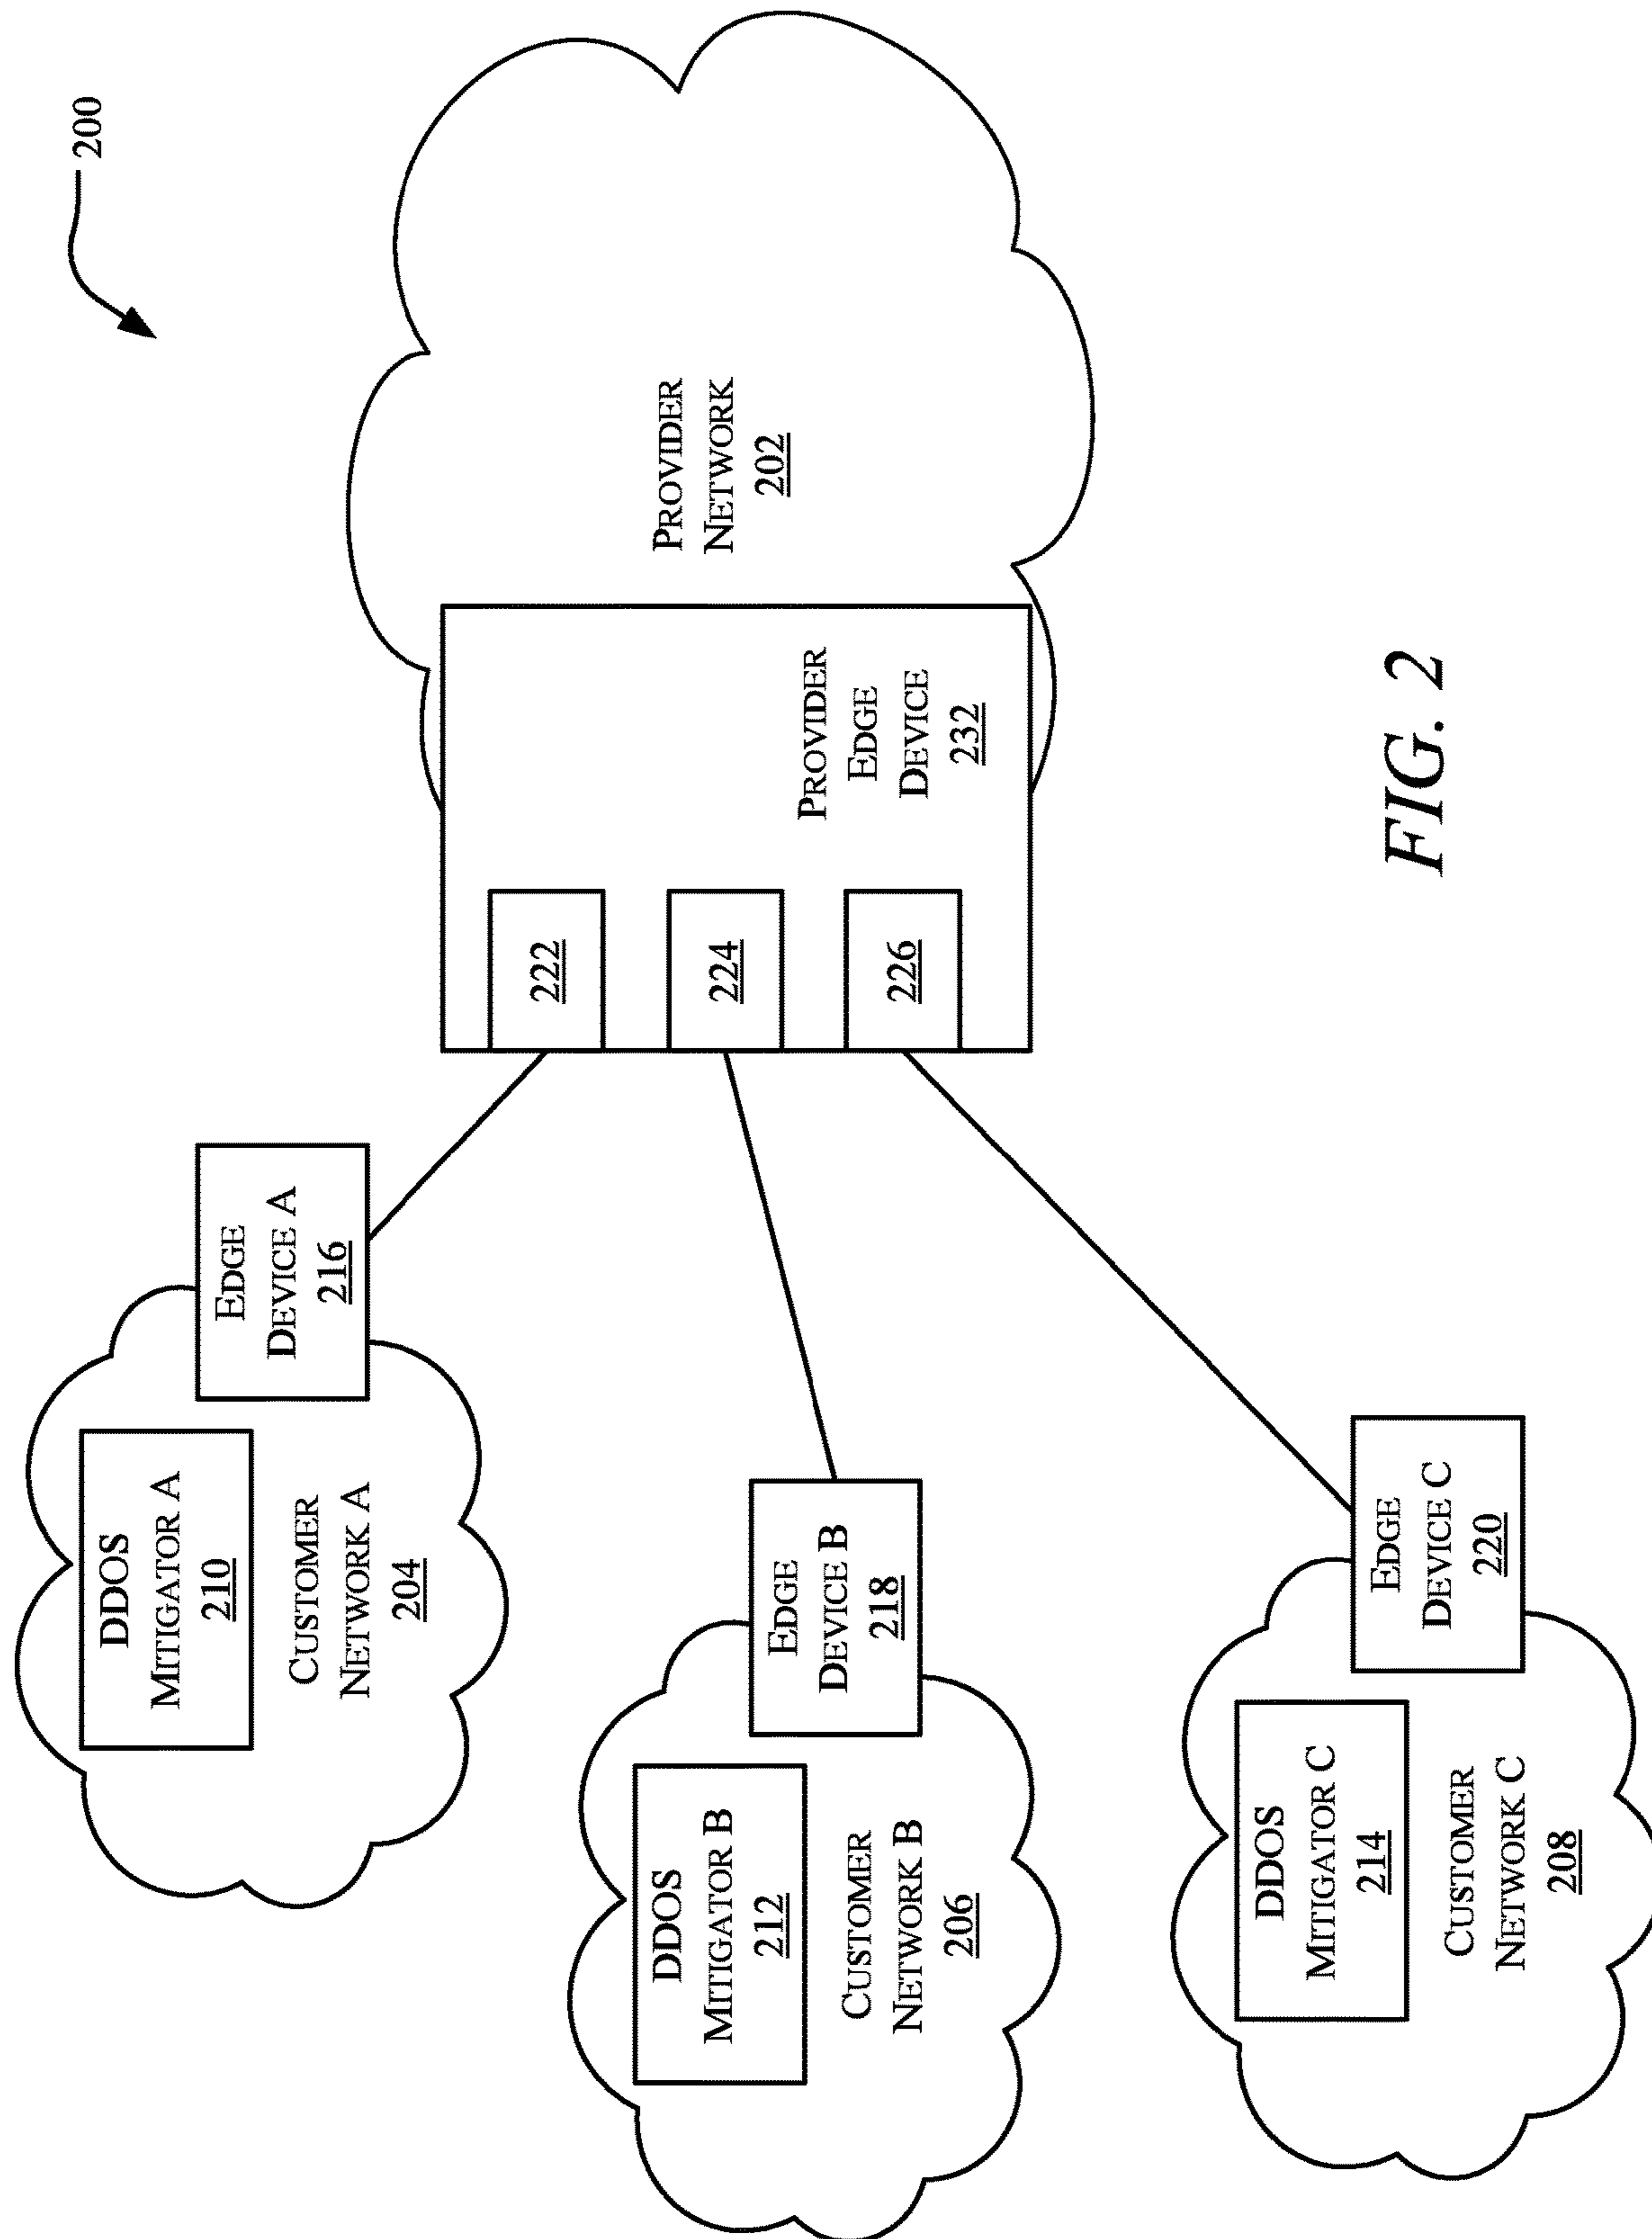 200
DDOS
MITIGATOR A
210
CUSTOMER
NETWORK A
204
EDGE
DEVICE A
216
DDOS
MITIGATOR B
212
CUSTOMER
NETWORK B
206
EDGE
DEVICE B
218
DDOS
MITIGATOR C
214
CUSTOMER
NETWORK C
208
EDGE
DEVICE C
220
222
224
226
PROVIDER
EDGE
DEVICE
232
PROVIDER
NETWORK
202
FIG. 2